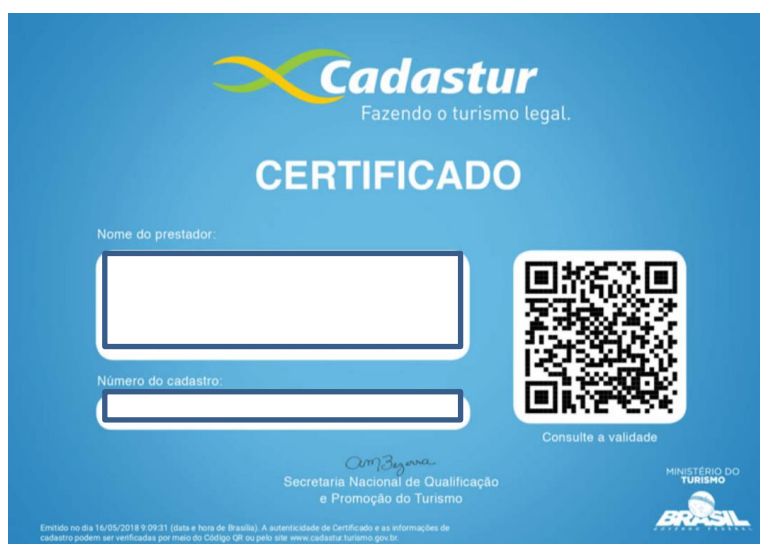 Cadastur
Fazendo o turismo legal.
CERTIFICADO
Nome do prestador:
Número do cadastro:
Consulte a validade
Secretaria Nacional de Qualificação
e Promoção do Turismo
MINISTÉRIO DO
TURISMO
BRASIL
GOVERNO FEDERAL
Emitido no dia 16/05/2018 9:09:31 (data e hora de Brasília). A autenticidade de Certificado e as informações de
cadastro podem ser verificadas por meio do Código QR ou pelo site www.cadastur.turismo.gov.br.